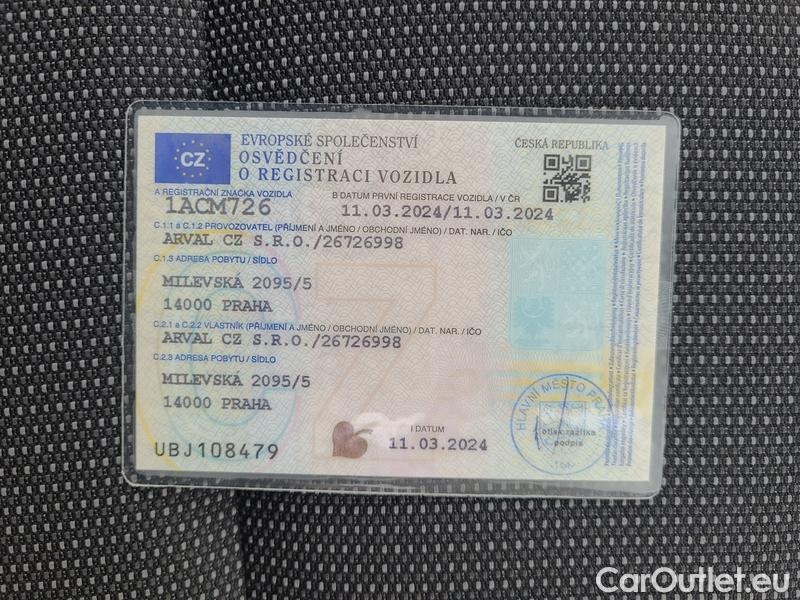 CZ
EVROPSKÉ SPOLEČENSTVÍ
OSVĚDČENÍ
O REGISTRACI VOZIDLA
ČESKÁ REPUBLIKA
A REGISTRAČNÍ ZNAČKA VOZIDLA
1ACM726
B DATUM PRVNÍ REGISTRACE VOZIDLA / V ČR
11.03.2024/11.03.2024
C.1.1 a C.1.2 PROVOZOVATEL (PŘÍJMENÍ A JMÉNO / OBCHODNÍ JMÉNO) / DAT. NAR. / IČO
ARVAL CZ S.R.O./26726998
C.1.3 ADRESA POBYTU / SÍDLO
MILEVSKÁ 2095/5
14000 PRAHA
C.2.1 a C.2.2 VLASTNÍK (PŘÍJMENÍ A JMÉNO / OBCHODNÍ JMÉNO) / DAT. NAR. / IČO
ARVAL CZ S.R.O./26726998
C.2.3 ADRESA POBYTU / SÍDLO
MILEVSKÁ 2095/5
14000 PRAHA
I DATUM
11.03.2024
UBJ108479
HLAVNÍ MĚSTO PRAHA
otisk razítka
podpis
CarOutlet.eu